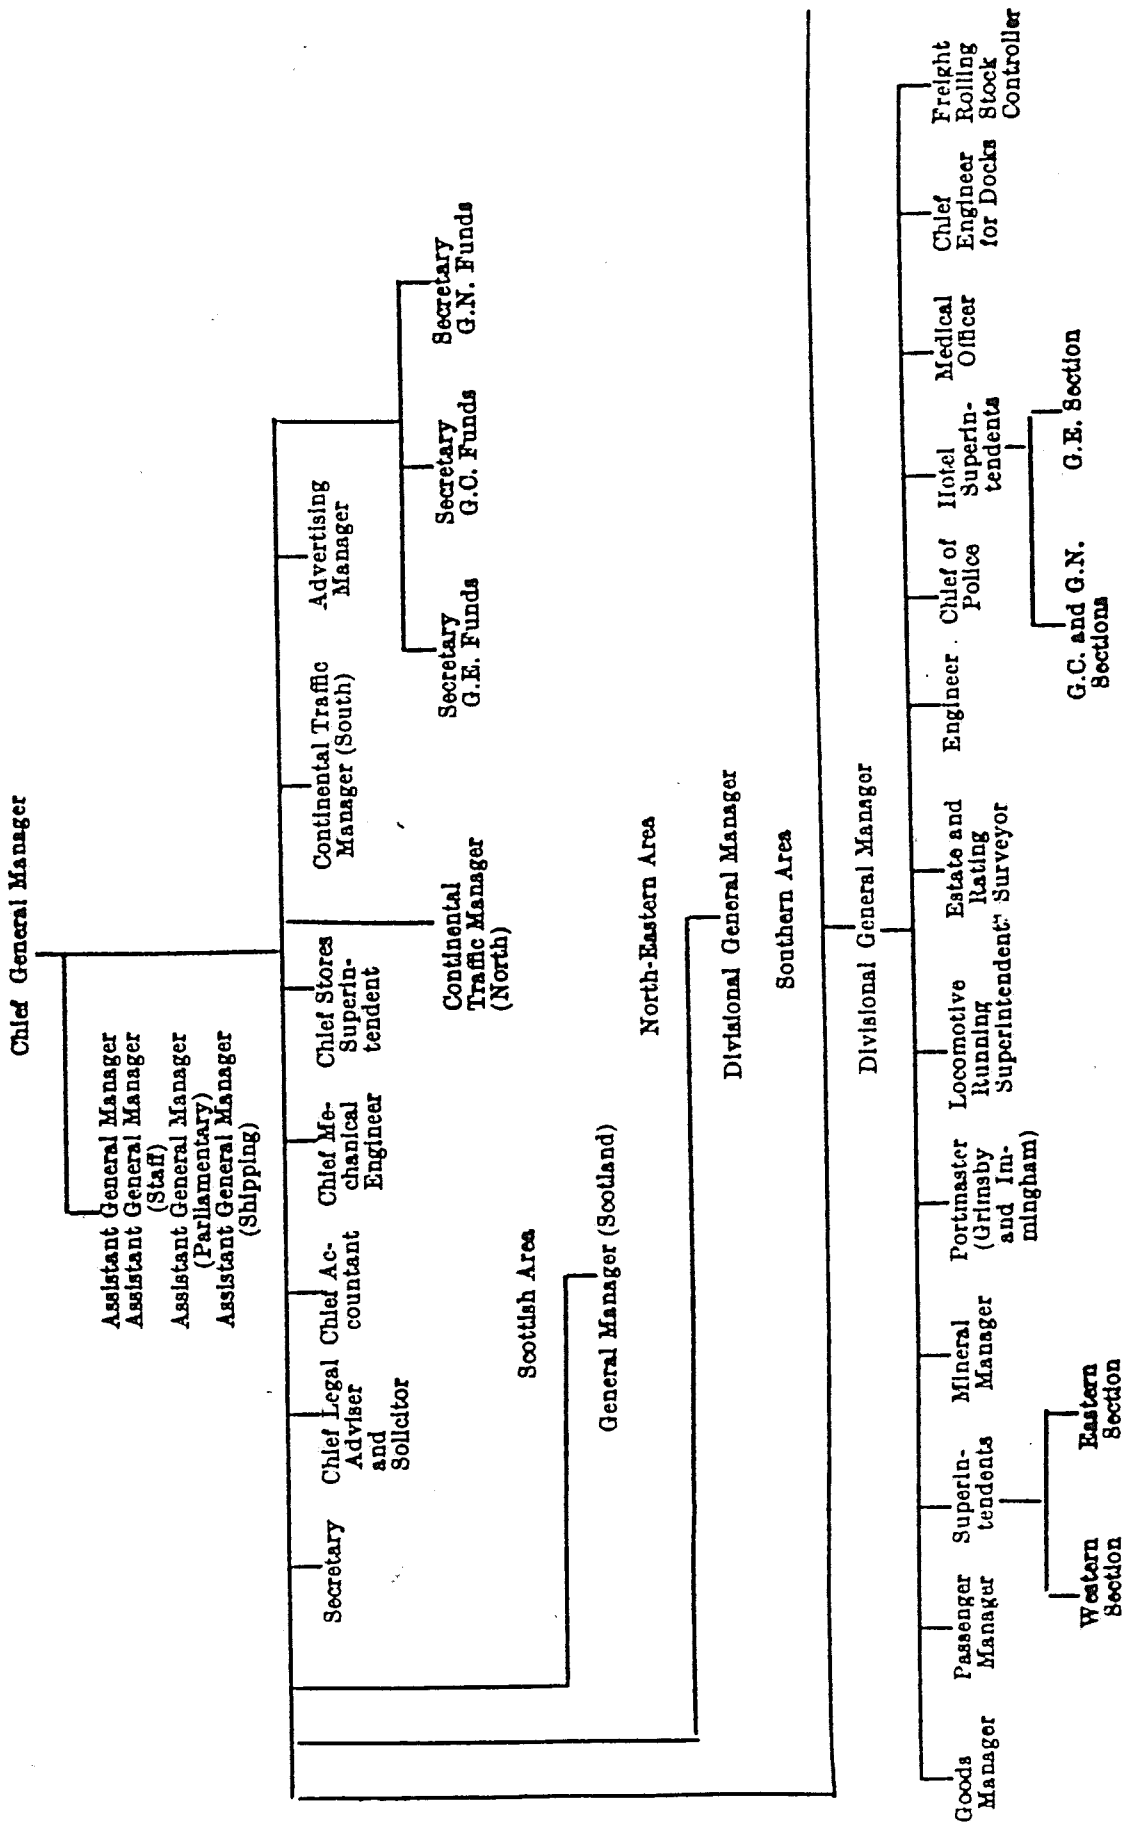 Chief General Manager
Assistant General Manager
Assistant General Manager
(Staff)
Assistant General Manager
(Parliamentary)
Assistant General Manager
(Shipping)
Secretary
Chief Legal
Adviser
and
Solicitor
Chief Ac-
countant
Chief Me-
chanical
Engineer
Chief Stores
Superin-
tendent
Continental Traffic
Manager (South)
Advertising
Manager
Continental
Traffic Manager
(North)
Secretary
G.E. Funds
Secretary
G.C. Funds
Secretary
G.N. Funds
Scottish Area
General Manager (Scotland)
North-Eastern Area
Divisional General Manager
Southern Area
Divisional General Manager
Goods
Manager
Passenger
Manager
Superin-
tendents
Mineral
Manager
Portmaster
(Grimsby
and Im-
mingham)
Locomotive
Running
Superintendent
Estate and
Rating
Surveyor
Engineer
Chief of
Police
Hotel
Superin-
tendents
Medical
Officer
Chief
Engineer
for Docks
Freight
Rolling
Stock
Controller
Western
Section
Eastern
Section
G.C. and G.N.
Sections
G.E. Section